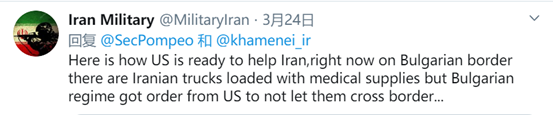 Iran Military @MilitaryIran · 3月24日
回复 @SecPompeo 和 @khamenei_ir
Here is how US is ready to help Iran,right now on Bulgarian border
there are Iranian trucks loaded with medical supplies but Bulgarian
regime got order from US to not let them cross border...